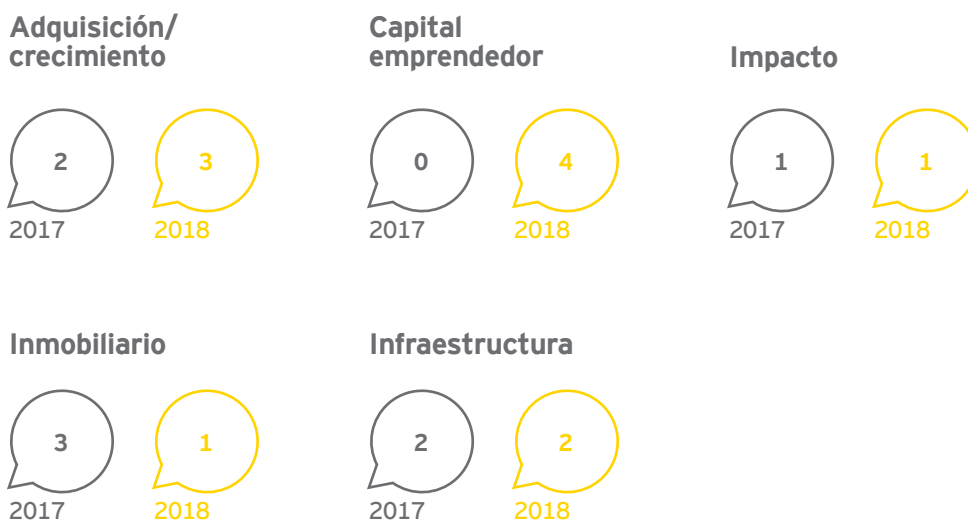 Adquisición/
crecimiento
2
3
2017
2018
Capital
emprendedor
0
4
2017
2018
Impacto
1
1
2017
2018
Inmobiliario
3
1
2017
2018
Infraestructura
2
2
2017
2018